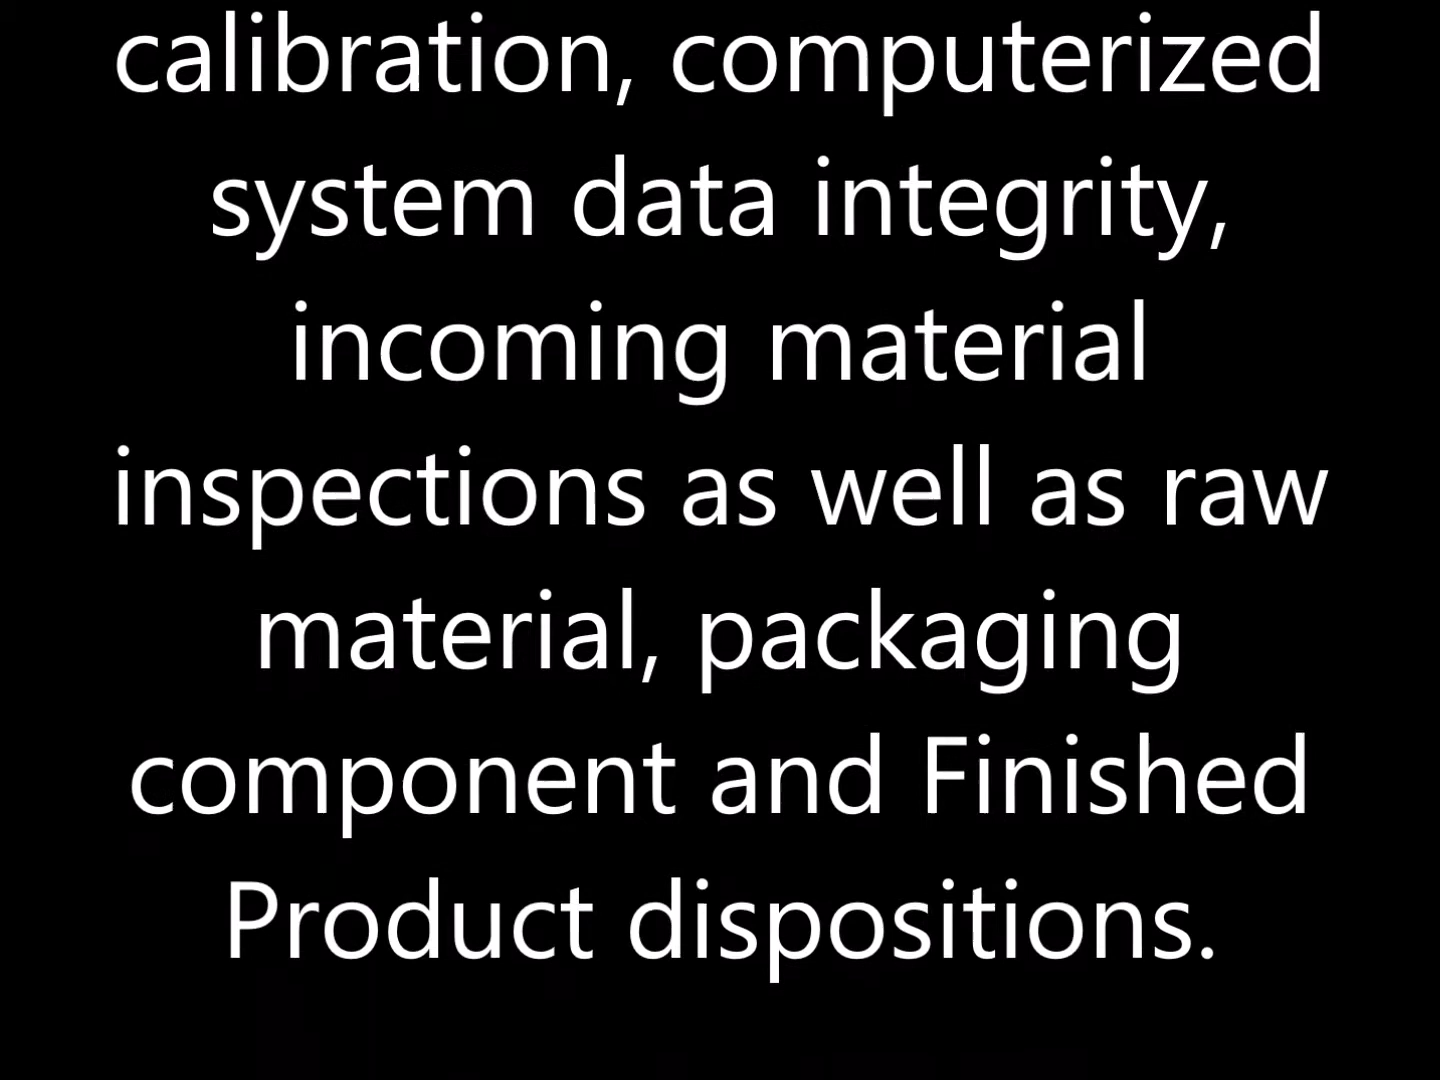 calibration, computerized
system data integrity,
incoming material
inspections as well as raw
material, packaging
component and Finished
Product dispositions.